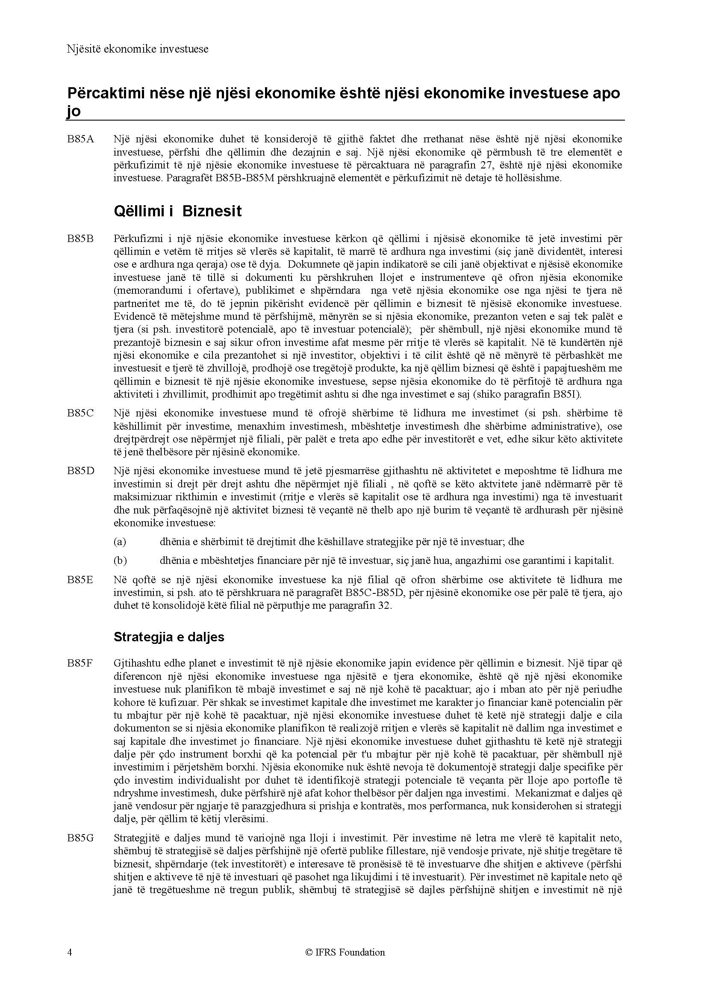 Njësitë ekonomike investuese
Përcaktimi nëse një njësi ekonomike është njësi ekonomike investuese apo
jo
B85A Një njësi ekonomike duhet të konsiderojë të gjithë faktet dhe rrethanat nëse është një njësi ekonomike
investuese, përfshi dhe qëllimin dhe dezajnin e saj. Një njësi ekonomike që përmbush të tre elementët e
përkufizimit të një njësie ekonomike investuese të përcaktuara në paragrafin 27, është një njësi ekonomike
investuese. Paragrafët B85B-B85M përshkruajnë elementët e përkufizimit në detaje të hollësishme.
Qëllimi i  Biznesit
B85B Përkufizmi i një njësie ekonomike investuese kërkon që qëllimi i njësisë ekonomike të jetë investimi për
qëllimin e vetëm të rritjes së vlerës së kapitalit, të marrë të ardhura nga investimi (siç janë dividentët, interesi
ose e ardhura nga qeraja) ose të dyja.  Dokumnete që japin indikatorë se cili janë objektivat e njësisë ekonomike
investuese janë të tillë si dokumenti ku përshkruhen llojet e instrumenteve që ofron njësia ekonomike
(memorandumi i ofertave), publikimet e shpërndara  nga vetë njësia ekonomike ose nga njësi te tjera në
partneritet me të, do të jepnin pikërisht evidencë për qëllimin e biznesit të njësisë ekonomike investuese.
Evidencë të mëtejshme mund të përfshijmë, mënyrën se si njësia ekonomike, prezanton veten e saj tek palët e
tjera (si psh. investitorë potencialë, apo të investuar potencialë);  për shëmbull, një njësi ekonomike mund të
prezantojë biznesin e saj sikur ofron investime afat mesme për rritje të vlerës së kapitalit. Në të kundërtën një
njësi ekonomike e cila prezantohet si një investitor, objektivi i të cilit është që në mënyrë të përbashkët me
investuesit e tjerë të zhvillojë, prodhojë ose tregëtojë produkte, ka një qëllim biznesi që është i papajtueshëm me
qëllimin e biznesit të një njësie ekonomike investuese, sepse njësia ekonomike do të përfitojë të ardhura nga
aktiviteti i zhvillimit, prodhimit apo tregëtimit ashtu si dhe nga investimet e saj (shiko paragrafin B85I).
B85C Një njësi ekonomike investuese mund të ofrojë shërbime të lidhura me investimet (si psh. shërbime të
këshillimit për investime, menaxhim investimesh, mbështetje investimesh dhe shërbime administrative), ose
drejtpërdrejt ose nëpërmjet një filiali, për palët e treta apo edhe për investitorët e vet, edhe sikur këto aktivitete
të jenë thelbësore për njësinë ekonomike.
B85D Një njësi ekonomike investuese mund të jetë pjesmarrëse gjithashtu në aktivitetet e meposhtme të lidhura me
investimin si drejt për drejt ashtu dhe nëpërmjet një filiali , në qoftë se këto aktvitete janë ndërmarrë për të
maksimizuar rikthimin e investimit (rritje e vlerës së kapitalit ose të ardhura nga investimi) nga të investuarit
dhe nuk përfaqësojnë një aktivitet biznesi të veçantë në thelb apo një burim të veçantë të ardhurash për njësinë
ekonomike investuese:
(a) dhënia e shërbimit të drejtimit dhe këshillave strategjike për një të investuar; dhe
(b) dhënia e mbështetjes financiare për një të investuar, siç janë hua, angazhimi ose garantimi i kapitalit.
B85E Në qoftë se një njësi ekonomike investuese ka një filial që ofron shërbime ose aktivitete të lidhura me
investimin, si psh. ato të përshkruara në paragrafët B85C-B85D, për njësinë ekonomike ose për palë të tjera, ajo
duhet të konsolidojë këtë filial në përputhje me paragrafin 32.
Strategjia e daljes
B85F Gjtihashtu edhe planet e investimit të një njësie ekonomike japin evidence për qëllimin e biznesit. Një tipar që
diferencon një njësi ekonomike investuese nga njësitë e tjera ekonomike, është që një njësi ekonomike
investuese nuk planifikon të mbajë investimet e saj në një kohë të pacaktuar; ajo i mban ato për një periudhe
kohore të kufizuar. Për shkak se investimet kapitale dhe investimet me karakter jo financiar kanë potencialin për
tu mbajtur për një kohë të pacaktuar, një njësi ekonomike investuese duhet të ketë një strategji dalje e cila
dokumenton se si njësia ekonomike planifikon të realizojë rritjen e vlerës së kapitalit në dallim nga investimet e
saj kapitale dhe investimet jo financiare. Një njësi ekonomike investuese duhet gjithashtu të ketë një strategji
dalje për çdo instrument borxhi që ka potencial për t'u mbajtur për një kohë të pacaktuar, për shëmbull një
investimim i përjetshëm borxhi. Njësia ekonomike nuk është nevoja të dokumentojë strategji dalje specifike për
çdo investim individualisht por duhet të identifikojë strategji potenciale të veçanta për lloje apo portofle të
ndryshme investimesh, duke përfshirë një afat kohor thelbësor për daljen nga investimi.  Mekanizmat e daljes që
janë vendosur për ngjarje të parazgjedhura si prishja e kontratës, mos performanca, nuk konsiderohen si strategji
dalje, për qëllim të këtij vlerësimi.
B85G Strategjitë e daljes mund të variojnë nga lloji i investimit. Për investime në letra me vlerë të kapitalit neto,
shëmbuj të strategjisë së daljes përfshijnë një ofertë publike fillestare, një vendosje private, një shitje tregëtare të
biznesit, shpërndarje (tek investitorët) e interesave të pronësisë të të investuarve dhe shitjen e aktiveve (përfshi
shitjen e aktiveve të një të investuari që pasohet nga likujdimi i të investuarit). Për investimet në kapitale neto që
janë të tregëtueshme në tregun publik, shëmbuj të strategjisë së dajles përfshijnë shitjen e investimit në një
4 © IFRS Foundation